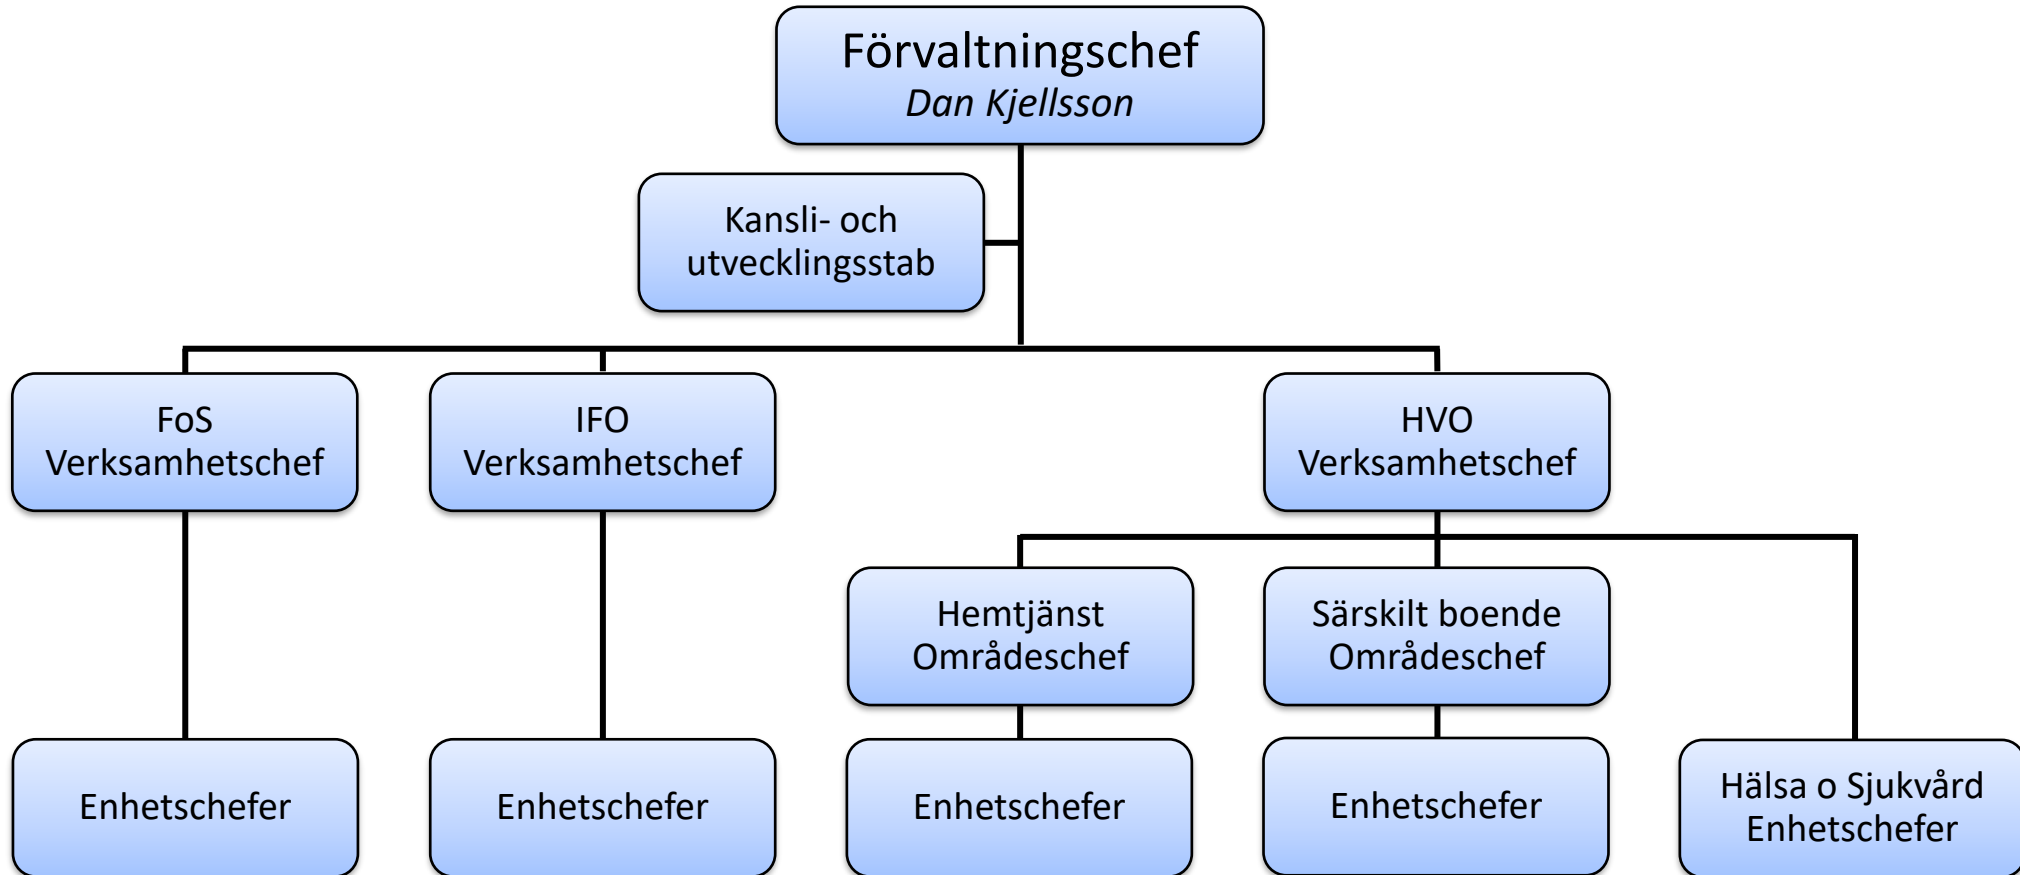 Förvaltningschef
Dan Kjellsson
Kansli- och
utvecklingsstab
FoS
Verksamhetschef
IFO
Verksamhetschef
HVO
Verksamhetschef
Hemtjänst
Områdeschef
Särskilt boende
Områdeschef
Enhetschefer
Enhetschefer
Enhetschefer
Enhetschefer
Hälsa o Sjukvård
Enhetschefer